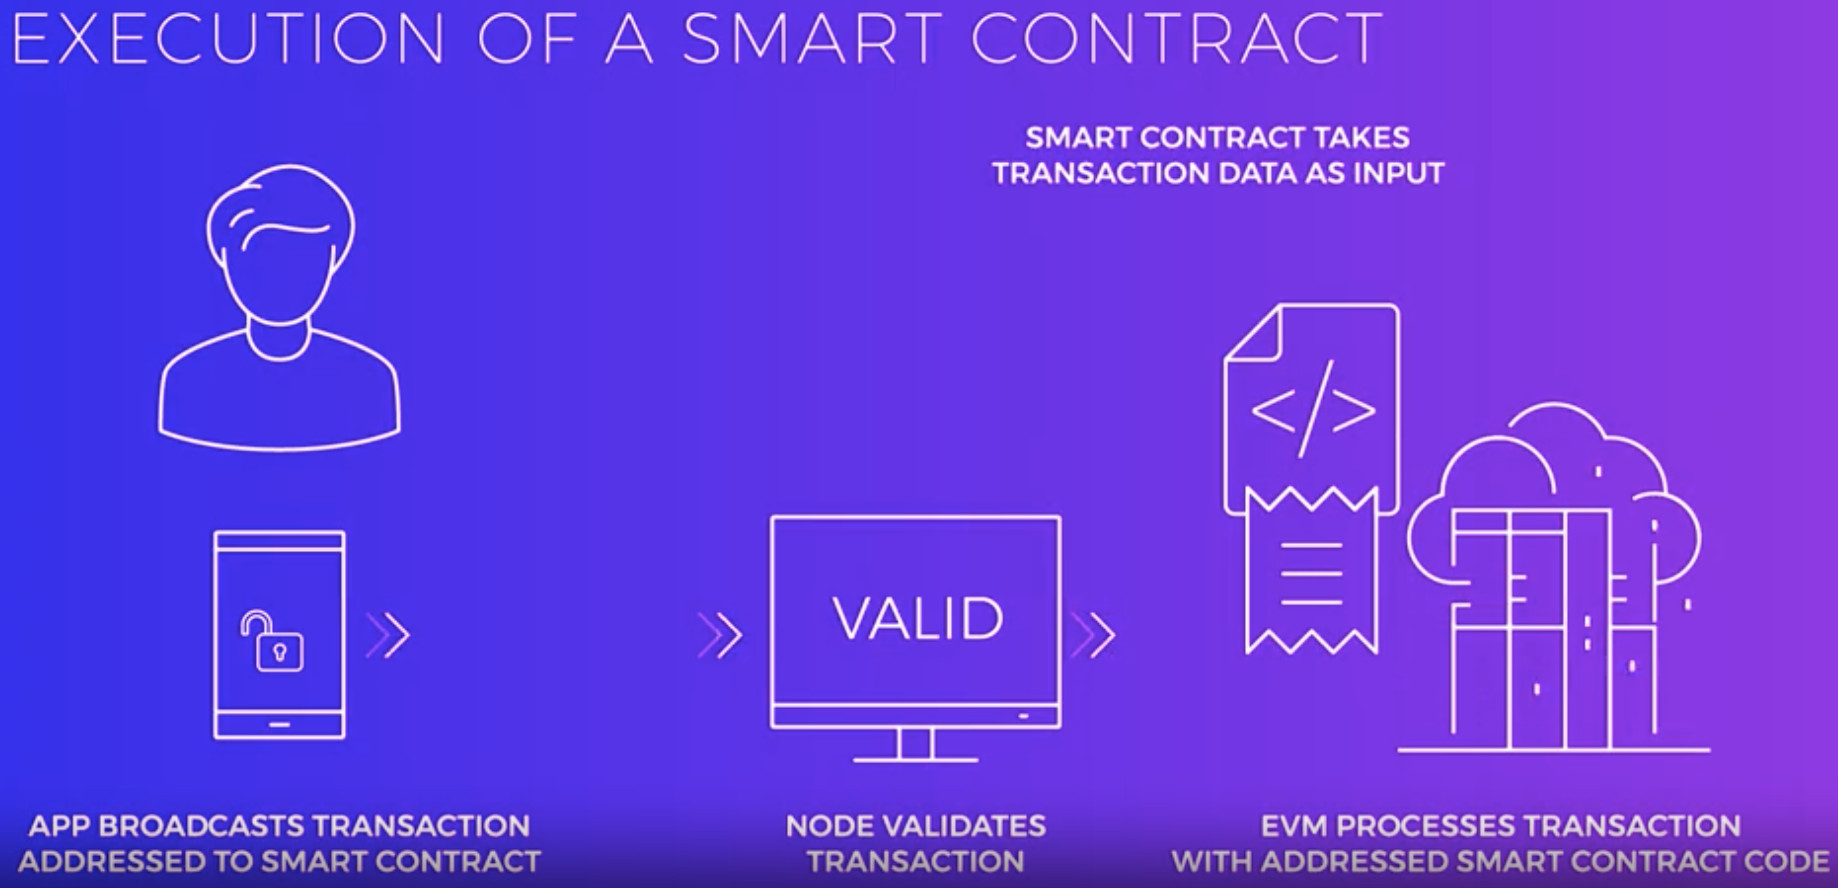 EXECUTION OF A SMART CONTRACT
SMART CONTRACT TAKES
TRANSACTION DATA AS INPUT
</>
VALID
APP BROADCASTS TRANSACTION
ADDRESSED TO SMART CONTRACT
NODE VALIDATES
TRANSACTION
EVM PROCESSES TRANSACTION
WITH ADDRESSED SMART CONTRACT CODE